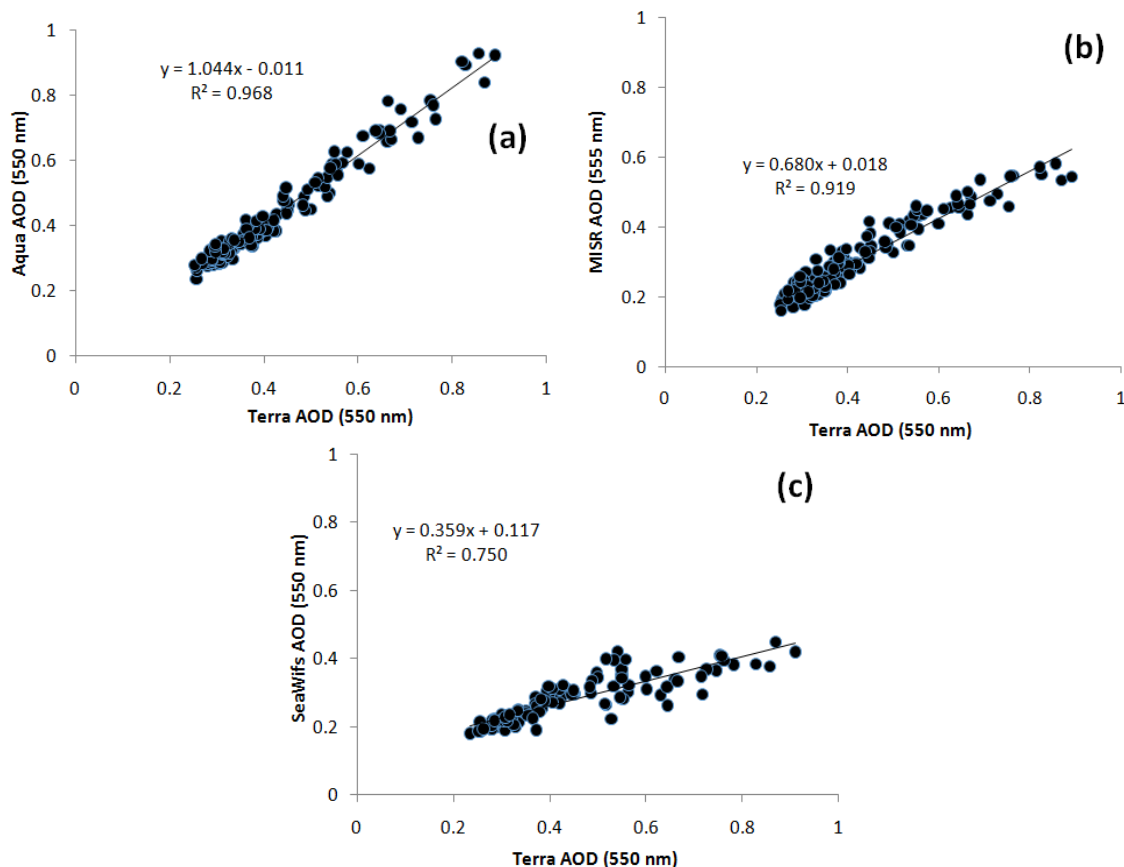 (a)
y = 1.044x - 0.011
R² = 0.968
Aqua AOD (550 nm)
1
0.8
0.6
0.4
0.2
0
0 0.2 0.4 0.6 0.8 1
Terra AOD (550 nm)
(b)
y = 0.680x + 0.018
R² = 0.919
MISR AOD (555 nm)
1
0.8
0.6
0.4
0.2
0
0 0.2 0.4 0.6 0.8 1
Terra AOD (550 nm)
(c)
y = 0.359x + 0.117
R² = 0.750
SeaWifs AOD (550 nm)
1
0.8
0.6
0.4
0.2
0
0 0.2 0.4 0.6 0.8 1
Terra AOD (550 nm)